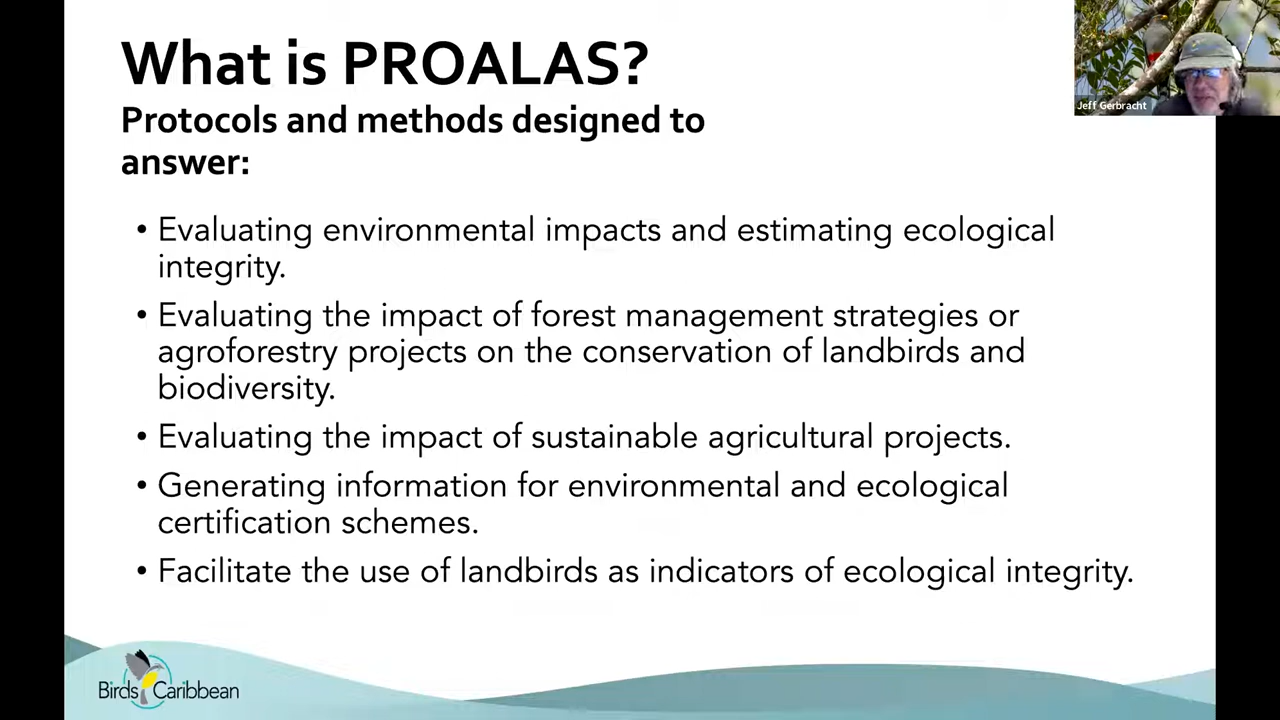 What is PROALAS?
Protocols and methods designed to
answer:
Jeff Gerbracht
• Evaluating environmental impacts and estimating ecological
integrity.
• Evaluating the impact of forest management strategies or
agroforestry projects on the conservation of landbirds and
biodiversity.
• Evaluating the impact of sustainable agricultural projects.
• Generating information for environmental and ecological
certification schemes.
• Facilitate the use of landbirds as indicators of ecological integrity.
Birds Caribbean